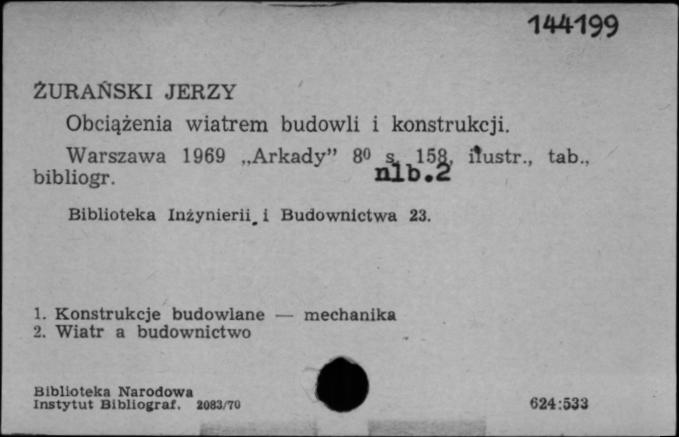 144199
ŻURAŃSKI JERZY
Obciążenia wiatrem budowli i konstrukcji.
Warszawa 1969 „Arkady” 8⁰ s. 158, ilustr., tab.,
bibliogr. nlb.2
Biblioteka Inżynierii, i Budownictwa 23.
1. Konstrukcje budowlane — mechanika
2. Wiatr a budownictwo
Biblioteka Narodowa
Instytut Bibliograf. 2083/70
624:533